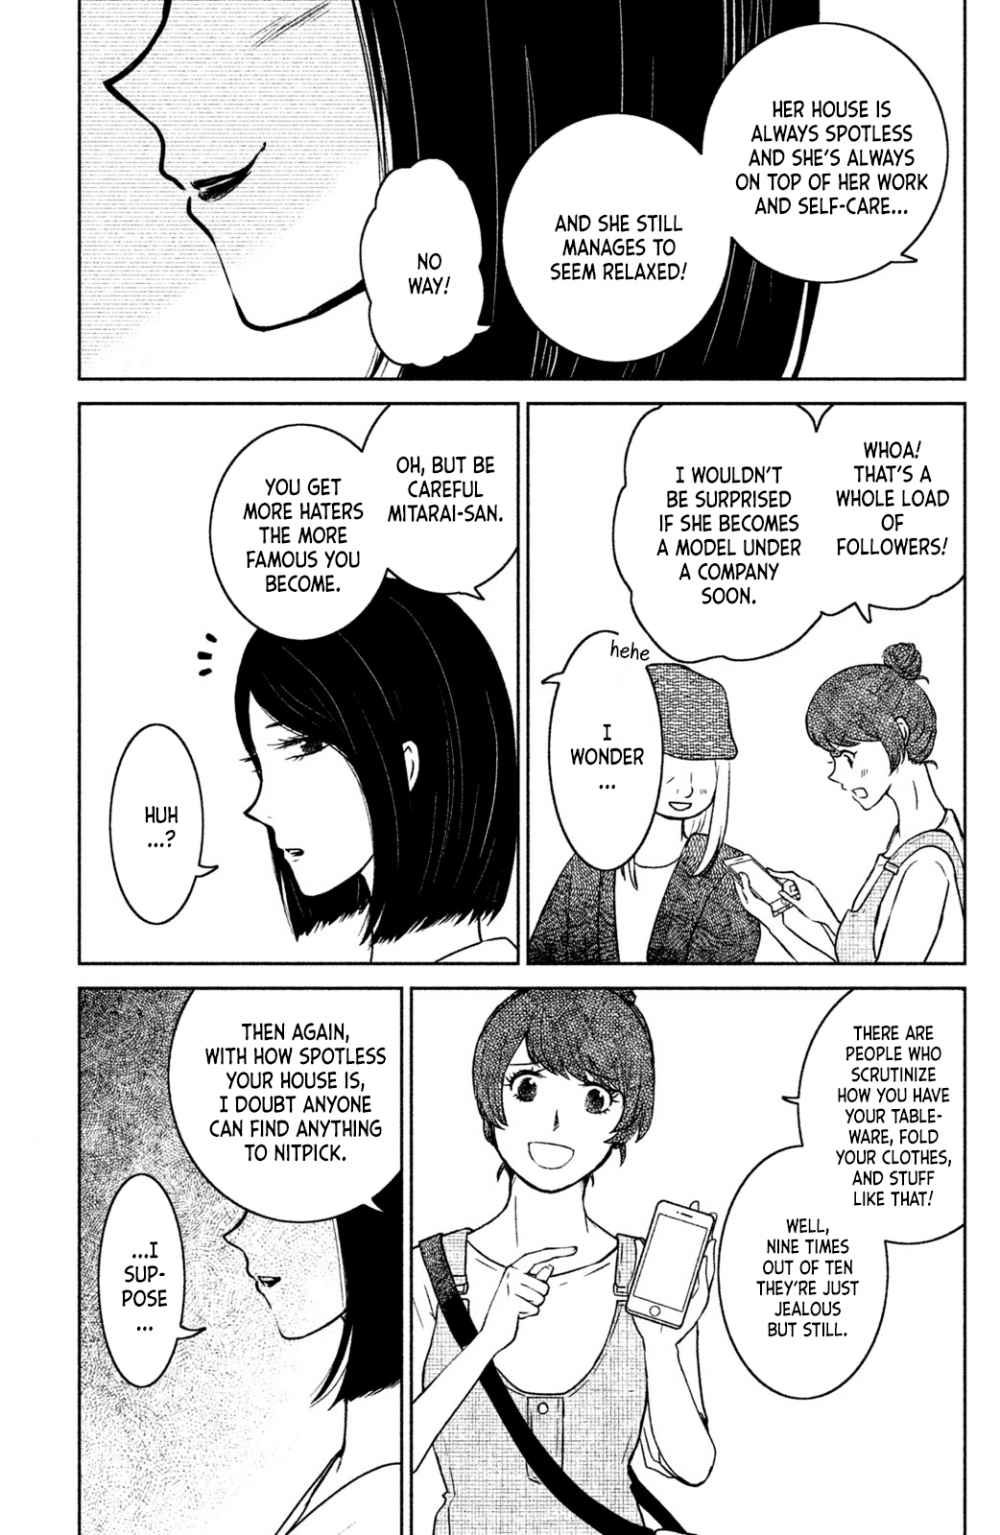 HER HOUSE IS
ALWAYS SPOTLESS
AND SHE'S ALWAYS
ON TOP OF HER WORK
AND SELF-CARE...
AND SHE STILL
MANAGES TO
SEEM RELAXED!
NO
WAY!
WHOA!
THAT'S A
WHOLE LOAD
OF
FOLLOWERS!
I WOULDN'T
BE SURPRISED
IF SHE BECOMES
A MODEL UNDER
A COMPANY
SOON.
hehe
I
WONDER
...
OH, BUT BE
CAREFUL
MITARAI-SAN.
YOU GET
MORE HATERS
THE MORE
FAMOUS YOU
BECOME.
HUH
...?
THERE ARE
PEOPLE WHO
SCRUTINIZE
HOW YOU HAVE
YOUR TABLE-
WARE, FOLD
YOUR CLOTHES,
AND STUFF
LIKE THAT!
WELL,
NINE TIMES
OUT OF TEN
THEY'RE JUST
JEALOUS
BUT STILL.
THEN AGAIN,
WITH HOW SPOTLESS
YOUR HOUSE IS,
I DOUBT ANYONE
CAN FIND ANYTHING
TO NITPICK.
...I
SUP-
POSE
...